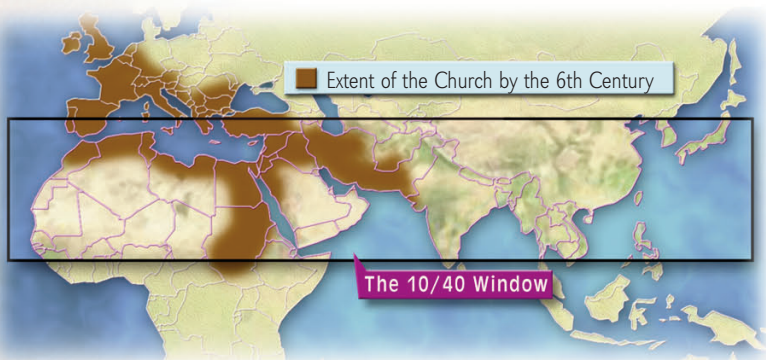 Extent of the Church by the 6th Century
The 10/40 Window